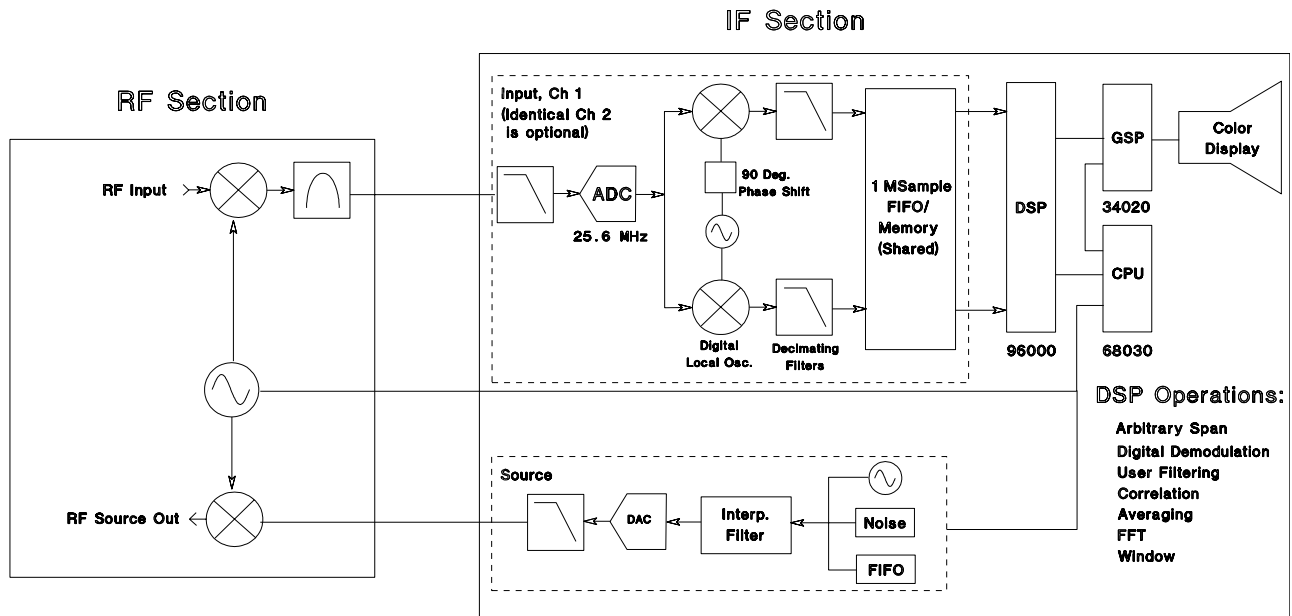 IF Section
RF Section
Input, Ch 1
(Identical Ch 2
is optional)
RF Input
ADC
25.6 MHz
90 Deg.
Phase Shift
Digital
Local Osc.
Decimating
Filters
1 MSample
FIFO/
Memory
(Shared)
DSP
96000
GSP
34020
CPU
68030
Color
Display
DSP Operations:
Arbitrary Span
Digital Demodulation
User Filtering
Correlation
Averaging
FFT
Window
Source
RF Source Out
DAC
Interp.
Filter
Noise
FIFO